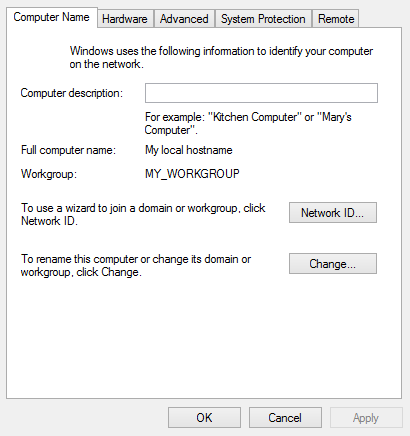 Computer Name Hardware Advanced System Protection Remote
Windows uses the following information to identify your computer
on the network.
Computer description:
For example: "Kitchen Computer" or "Mary's
Computer".
Full computer name: My local hostname
Workgroup: MY_WORKGROUP
To use a wizard to join a domain or workgroup, click
Network ID.
Network ID...
To rename this computer or change its domain or
workgroup, click Change.
Change...
OK Cancel Apply